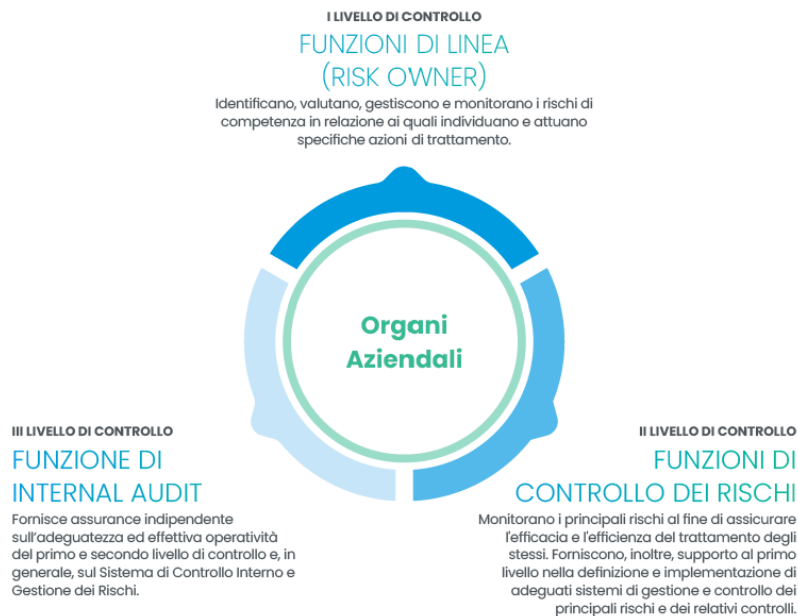 I LIVELLO DI CONTROLLO
FUNZIONI DI LINEA
(RISK OWNER)
Identificano, valutano, gestiscono e monitorano i rischi di
competenza in relazione ai quali individuano e attuano
specifiche azioni di trattamento.
Organi
Aziendali
III LIVELLO DI CONTROLLO
FUNZIONE DI
INTERNAL AUDIT
Fornisce assurance indipendente
sull'adeguatezza ed effettiva operatività
del primo e secondo livello di controllo e, in
generale, sul Sistema di Controllo Interno e
Gestione dei Rischi.
II LIVELLO DI CONTROLLO
FUNZIONI DI
CONTROLLO DEI RISCHI
Monitorano i principali rischi al fine di assicurare
l'efficacia e l'efficienza del trattamento degli
stessi. Forniscono, inoltre, supporto al primo
livello nella definizione e implementazione di
adeguati sistemi di gestione e controllo dei
principali rischi e dei relativi controlli.